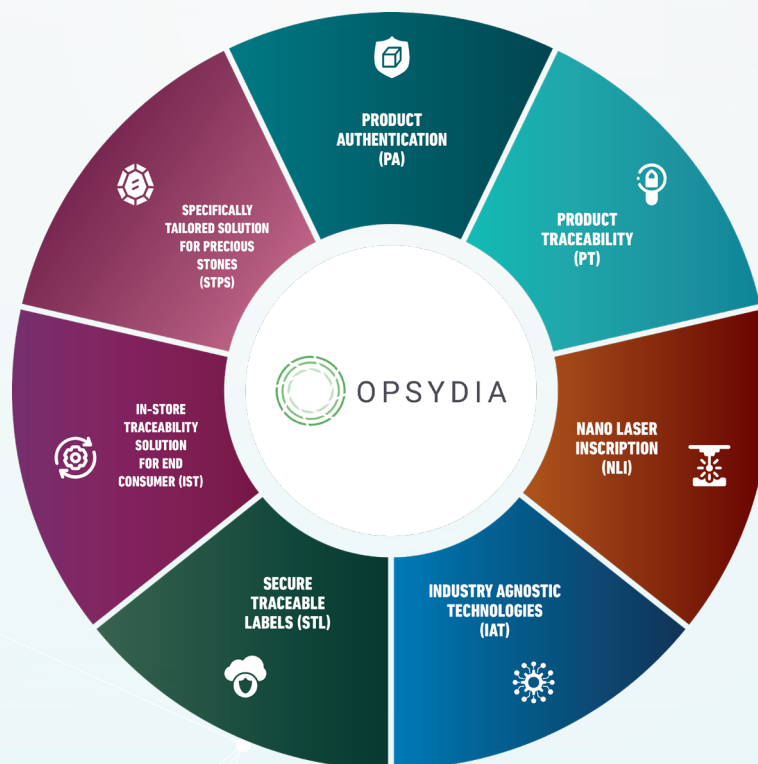 PRODUCT
AUTHENTICATION
(PA)
PRODUCT
TRACEABILITY
(PT)
NANO LASER
INSCRIPTION
(NLI)
INDUSTRY AGNOSTIC
TECHNOLOGIES
(IAT)
SECURE
TRACEABLE
LABELS (STL)
IN-STORE
TRACEABILITY
SOLUTION
FOR END
CONSUMER (IST)
SPECIFICALLY
TAILORED SOLUTION
FOR PRECIOUS
STONES
(STPS)
OPSYDIA